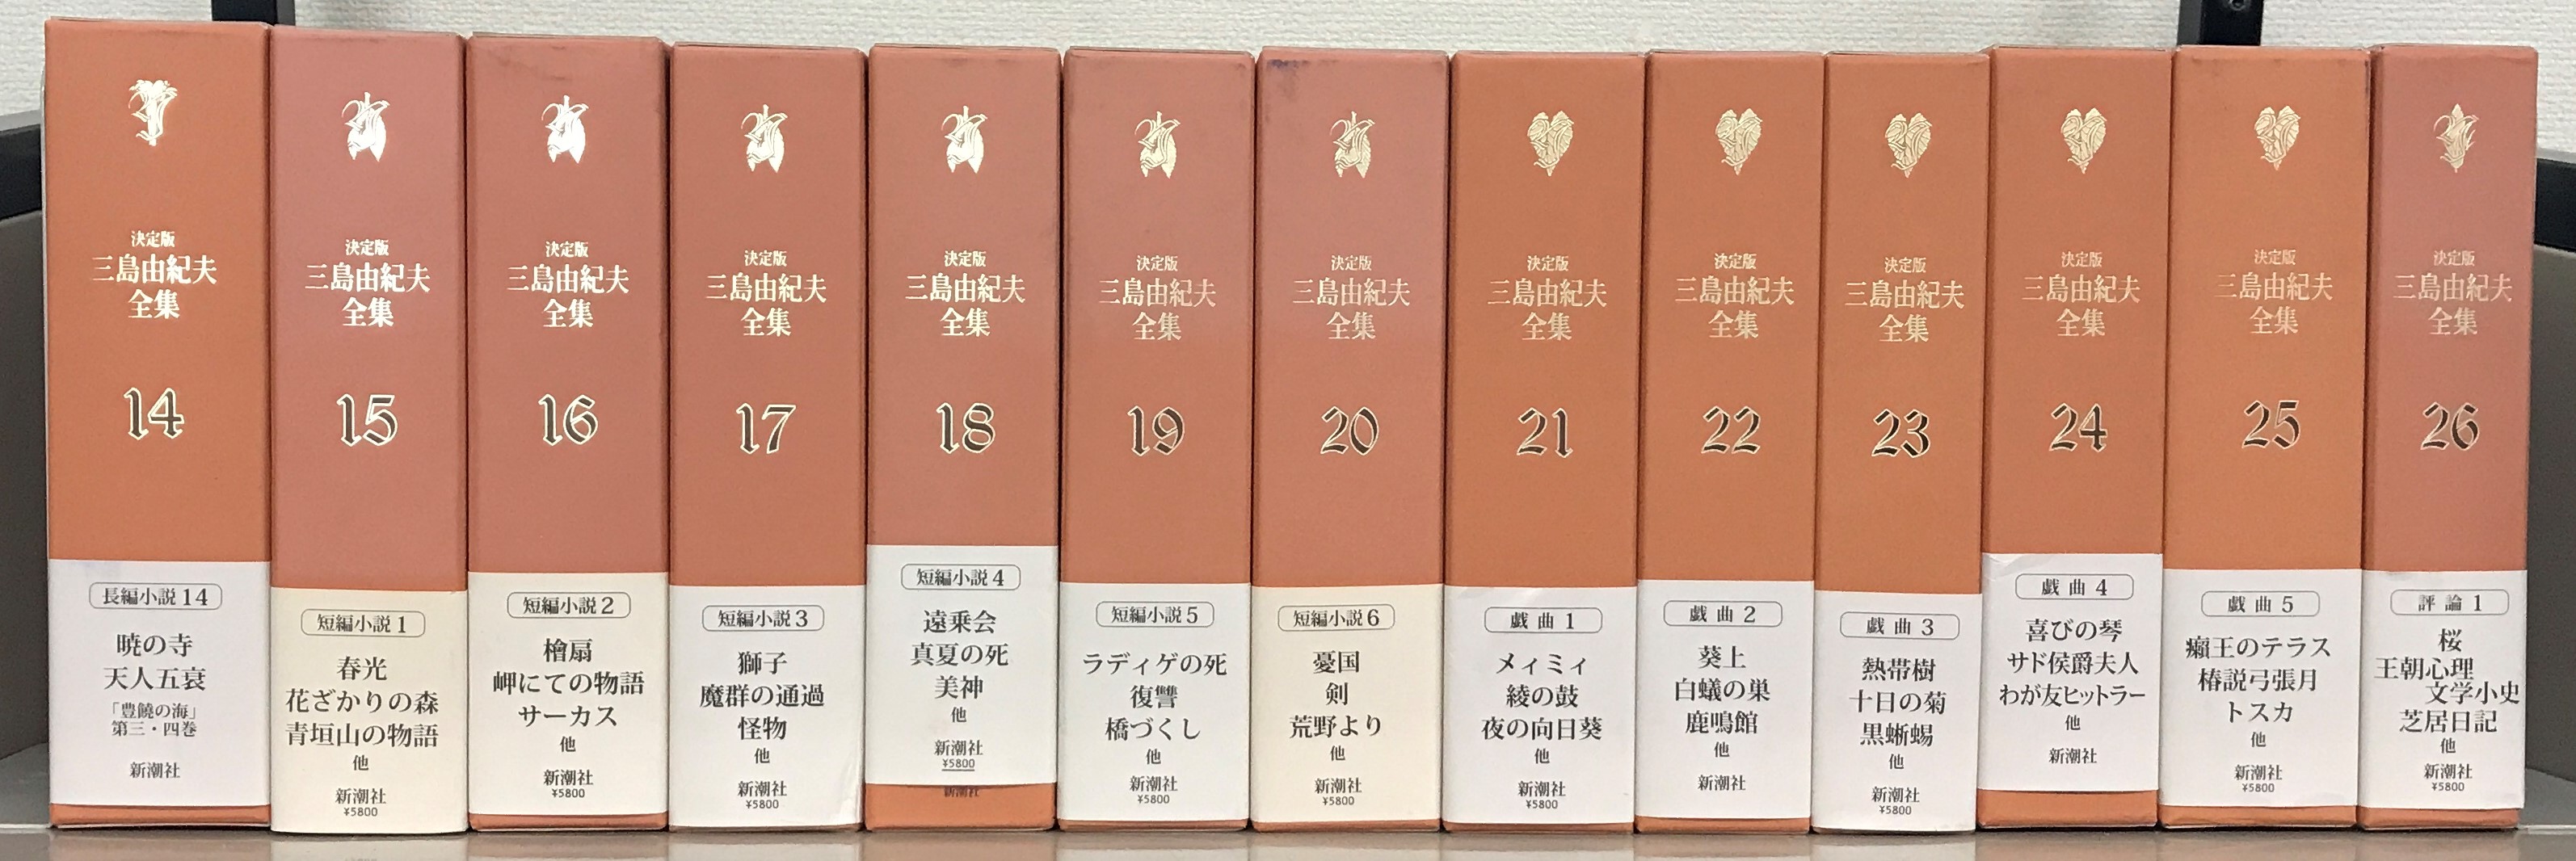 決定版
三島由紀夫
全集
14
長編小説14
暁の寺
天人五衰
「豊饒の海」
第三・四巻
新潮社
決定版
三島由紀夫
全集
15
短編小説1
春光
花ざかりの森
青垣山の物語
他
新潮社
¥5800
決定版
三島由紀夫
全集
16
短編小説2
檜扇
岬にての物語
サーカス
他
新潮社
¥5800
決定版
三島由紀夫
全集
17
短編小説3
獅子
魔群の通過
怪物
他
新潮社
¥5800
決定版
三島由紀夫
全集
18
短編小説4
遠乗会
真夏の死
美神
他
新潮社
¥5800
新潮社
決定版
三島由紀夫
全集
19
短編小説5
ラディゲの死
復讐
橋づくし
他
新潮社
¥5800
決定版
三島由紀夫
全集
20
短編小説6
憂国
剣
荒野より
他
新潮社
¥5800
決定版
三島由紀夫
全集
21
戯曲1
メィミィ
綾の鼓
夜の向日葵
他
新潮社
¥5800
決定版
三島由紀夫
全集
22
戯曲2
葵上
白蟻の巣
鹿鳴館
他
新潮社
決定版
三島由紀夫
全集
23
戯曲3
熱帯樹
十日の菊
黒蜥蜴
他
新潮社
¥5800
決定版
三島由紀夫
全集
24
戯曲4
喜びの琴
サド侯爵夫人
わが友ヒットラー
他
新潮社
決定版
三島由紀夫
全集
25
戯曲5
癩王のテラス
椿説弓張月
トスカ
他
新潮社
¥5800
決定版
三島由紀夫
全集
26
評論1
桜
王朝心理
文学小史
芝居日記
他
新潮社
¥5800